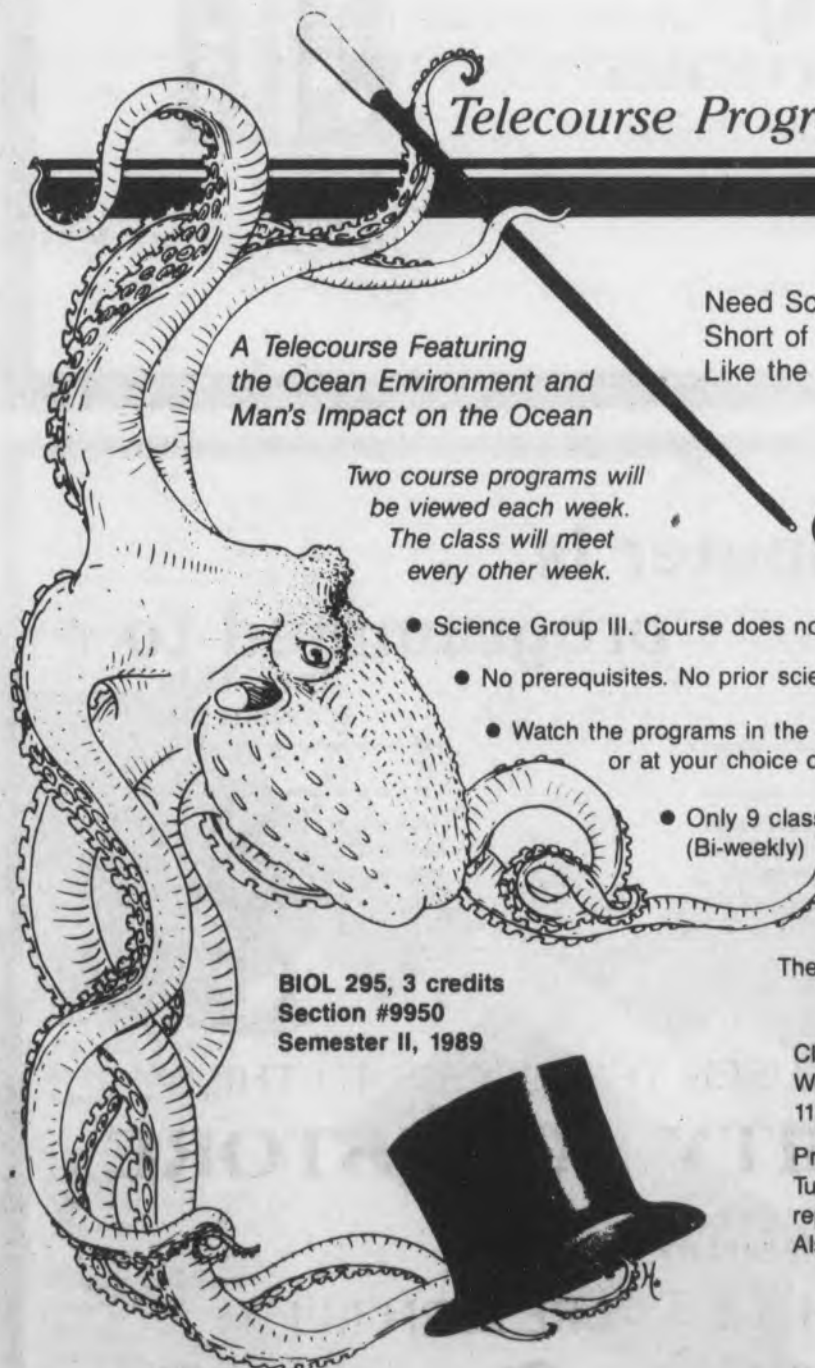 Telecourse Progr
Need Sc
Short of
Like the
A Telecourse Featuring
the Ocean Environment and
Man's Impact on the Ocean
Two course programs will
be viewed each week.
The class will meet
every other week.
● Science Group III. Course does no
● No prerequisites. No prior scie
● Watch the programs in the
or at your choice o
● Only 9 class
(Bi-weekly)
The
BIOL 295, 3 credits
Section #9950
Semester II, 1989
Cl
W
11
Pr
Tu
re
Al